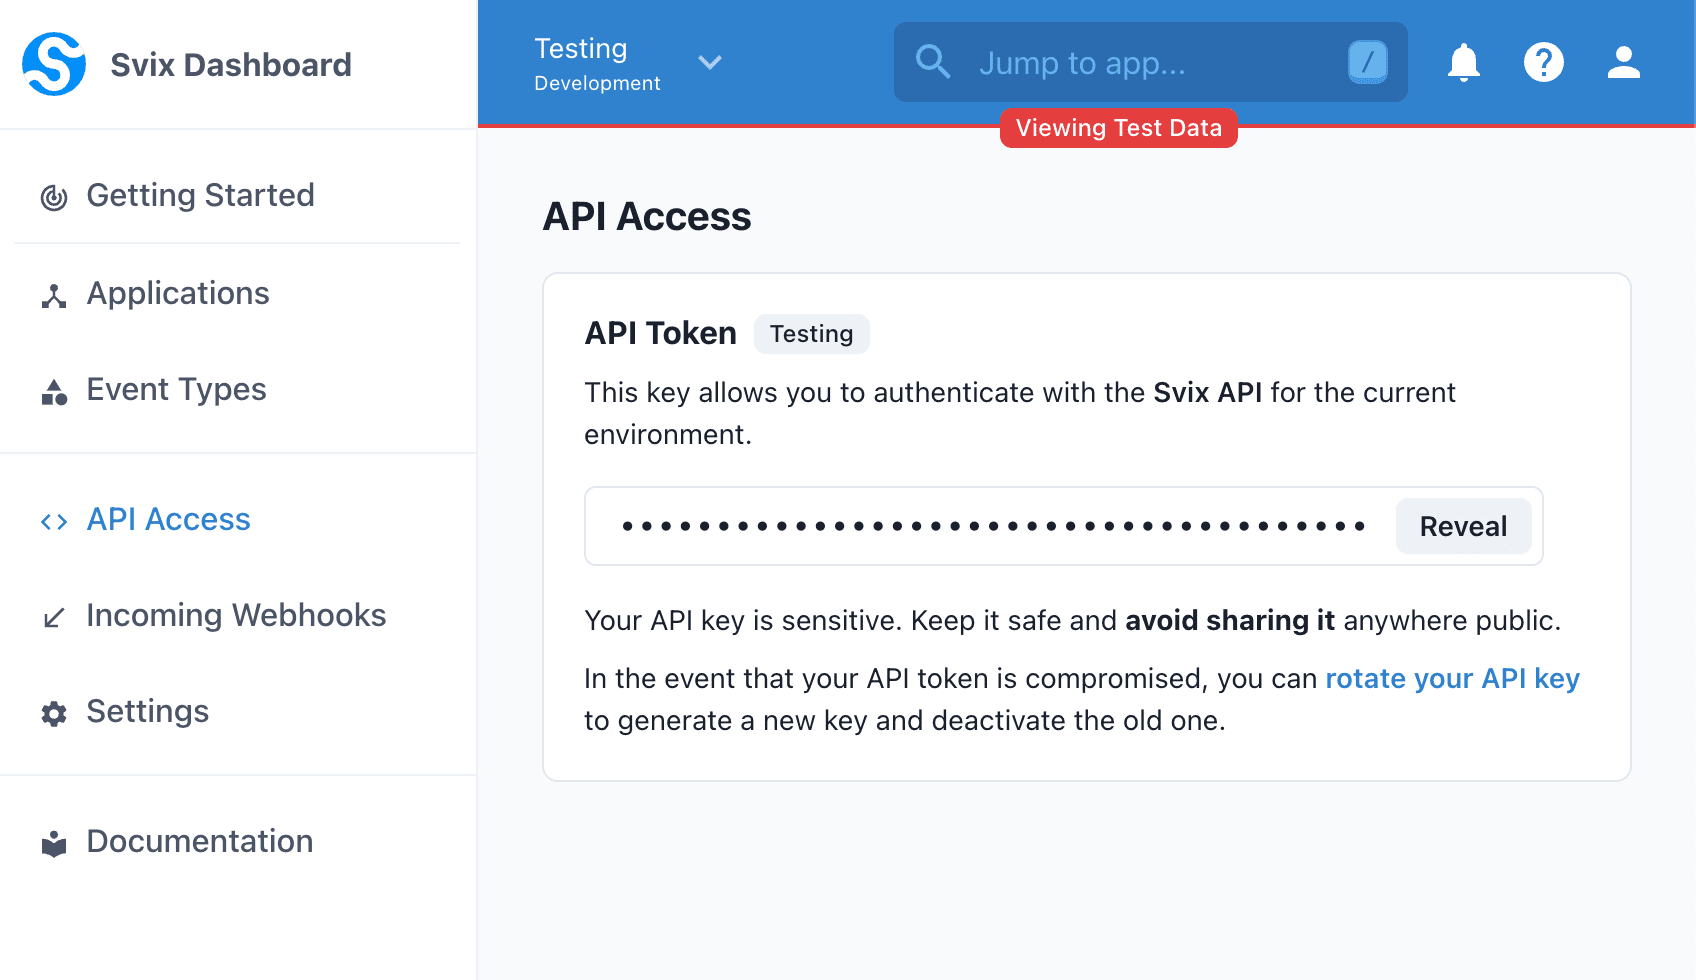 Svix Dashboard
Testing
Development
Jump to app...
/
Viewing Test Data
Getting Started
Applications
Event Types
API Access
Incoming Webhooks
Settings
Documentation
API Access
API Token
Testing
This key allows you to authenticate with the Svix API for the current
environment.
•••••••••••••••••••••••••••••••••••••••
Reveal
Your API key is sensitive. Keep it safe and avoid sharing it anywhere public.
In the event that your API token is compromised, you can rotate your API key
to generate a new key and deactivate the old one.